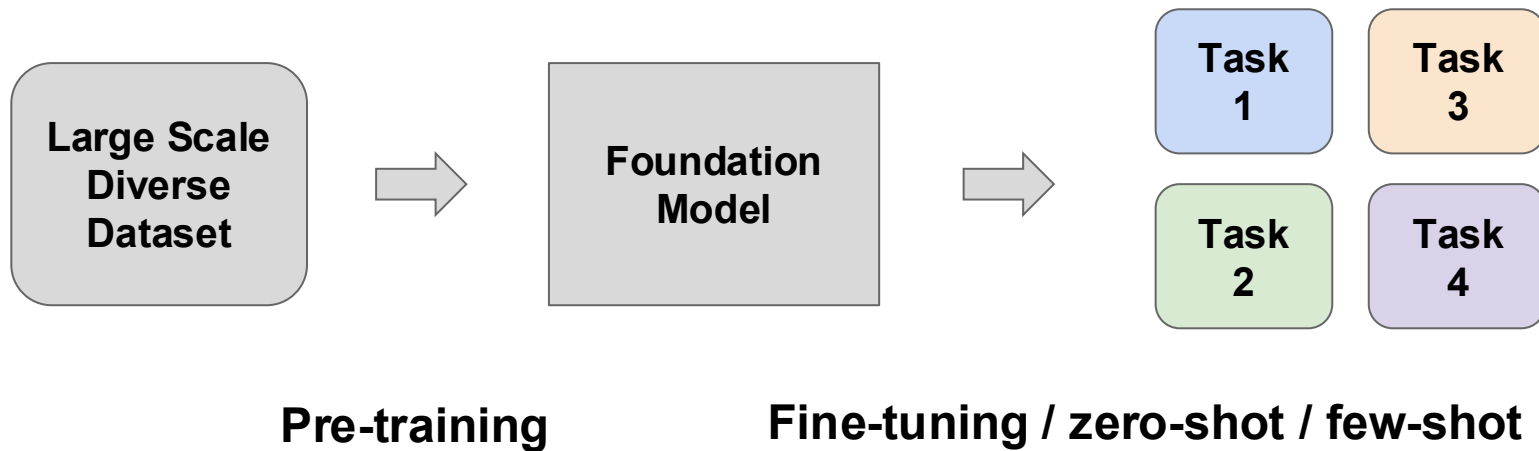 Large Scale
Diverse
Dataset
Foundation
Model
Task
1
Task
3
Task
2
Task
4
Pre-training
Fine-tuning / zero-shot / few-shot